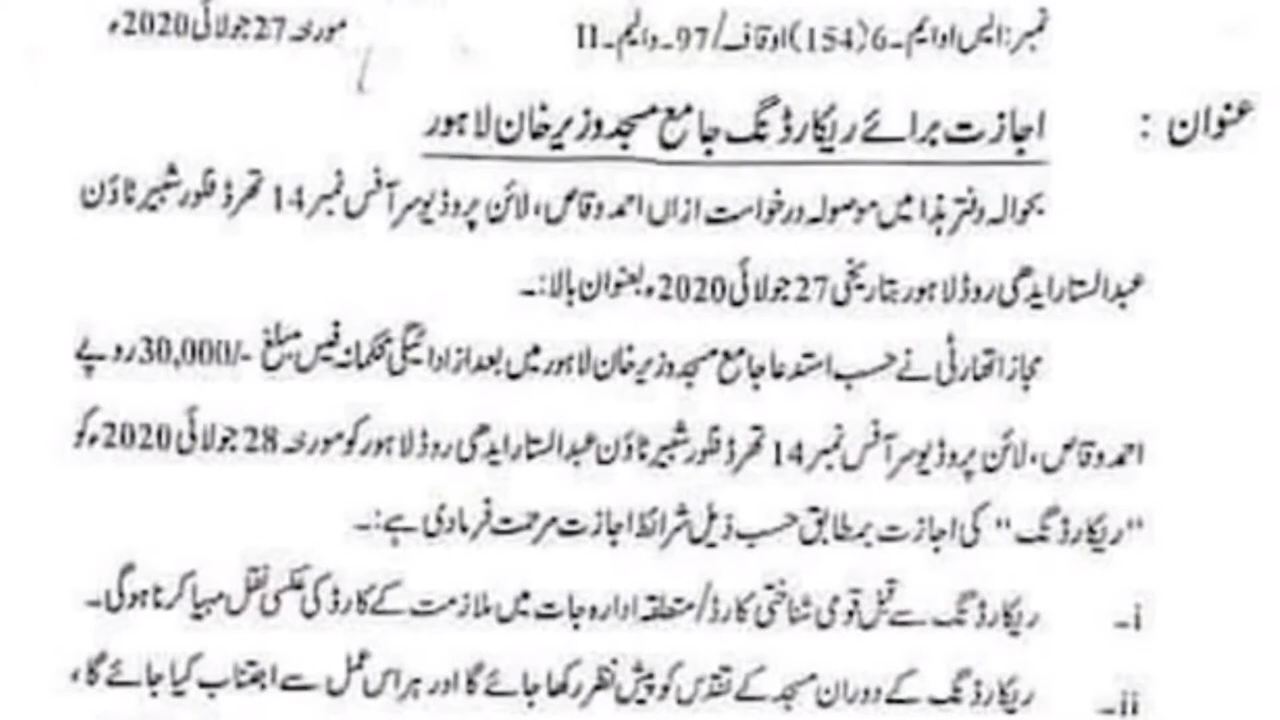 نمبر: ایس او ایم۔6(154)اوقاف/97۔والیم۔II
مورخہ 27 جولائی 2020ء
عنوان : اجازت برائے ریکارڈنگ جامع مسجد وزیر خان لاہور
بحوالہ دفتر ہذا میں موصولہ درخواست ازاں احمد وقاص، لائن پروڈیوسر آفس نمبر 14 تھرڈ فلور شبیر ٹاؤن
عبدالستار ایدھی روڈ لاہور بتاریخی 27 جولائی 2020ء بعنوان بالا:۔
مجاز اتھارٹی نے حسب استدعا جامع مسجد وزیر خان لاہور میں بعد از ادائیگی محکمانہ فیس مبلغ -/30,000 روپے
احمد وقاص، لائن پروڈیوسر آفس نمبر 14 تھرڈ فلور شبیر ٹاؤن عبدالستار ایدھی روڈ لاہور کو مورخہ 28 جولائی 2020ء کو
"ریکارڈنگ" کی اجازت بمطابق حسب ذیل شرائط اجازت مرحمت فرما دی ہے:۔
i۔ ریکارڈنگ سے قبل قومی شناختی کارڈ/متعلقہ ادارہ جات میں ملازمت کے کارڈ کی عکسی نقل مہیا کرنا ہوگی۔
ii۔ ریکارڈنگ کے دوران مسجد کے تقدس کو پیش نظر رکھا جائے گا اور ہر اس عمل سے اجتناب کیا جائے گا،